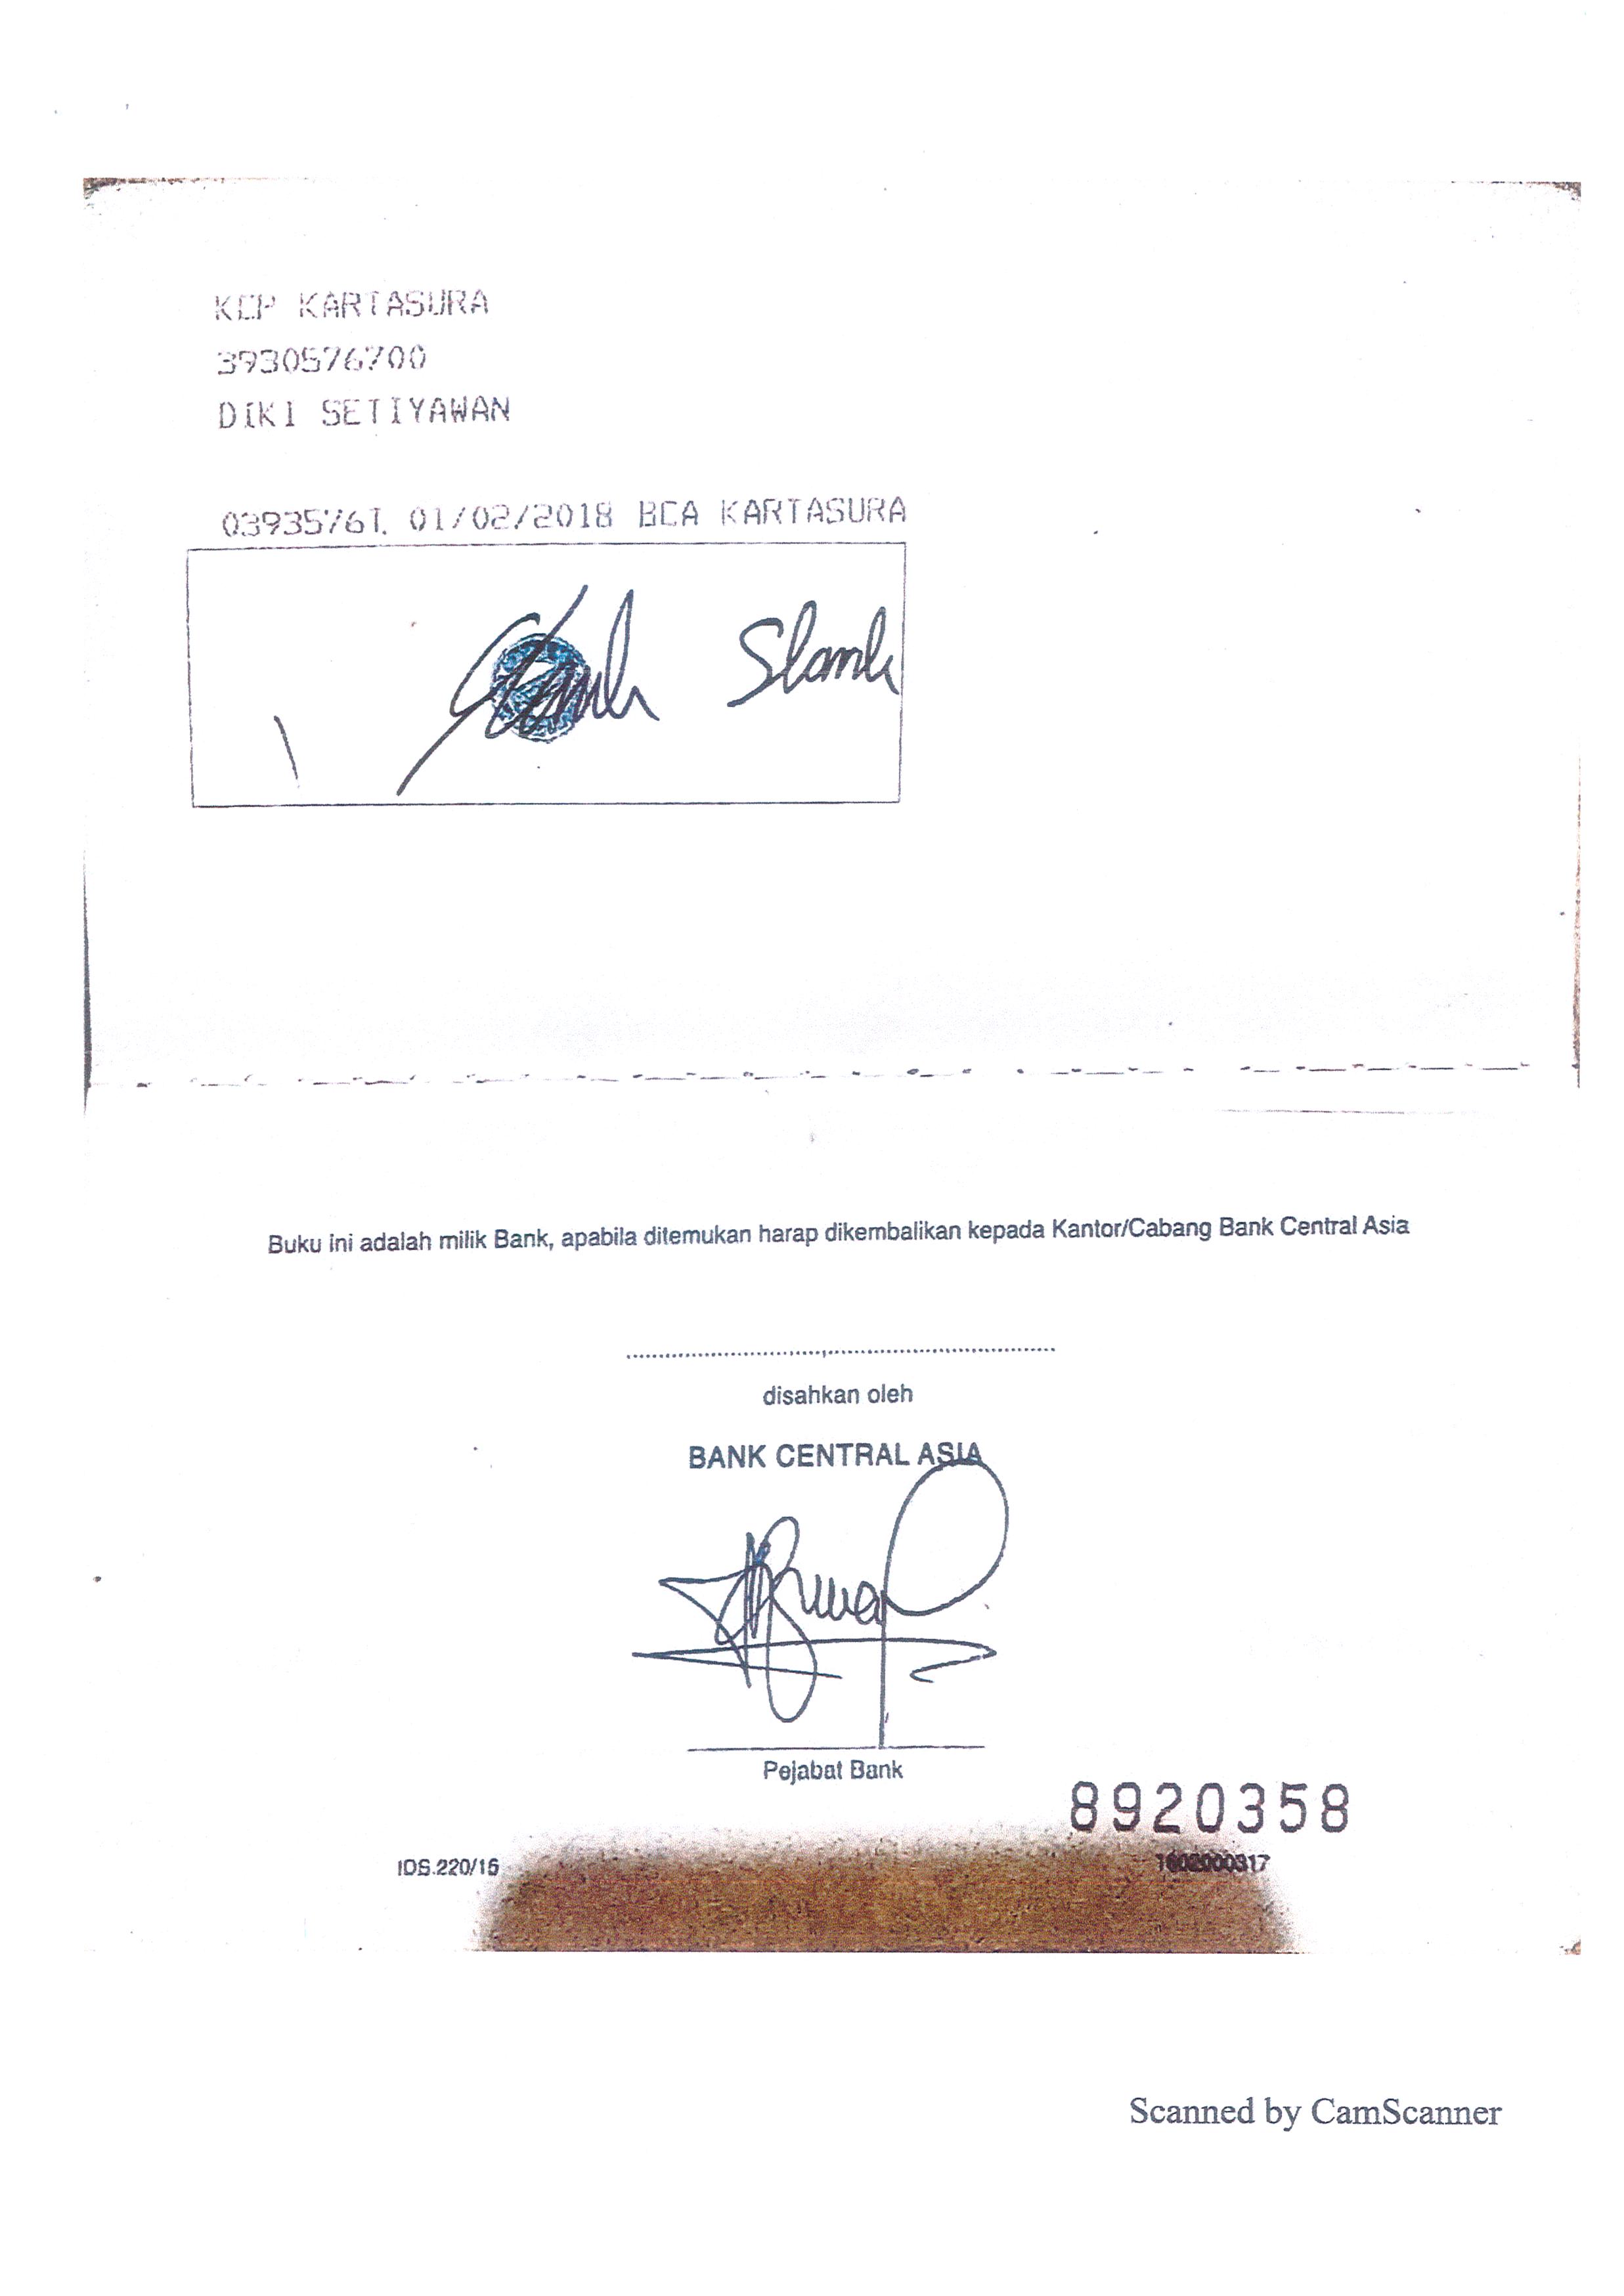 KCP KARTASURA
3930576700
DIKI SETIYAWAN
0393576T. 01/02/2018 BCA KARTASURA
Buku ini adalah milik Bank, apabila ditemukan harap dikembalikan kepada Kantor/Cabang Bank Central Asia
disahkan oleh
BANK CENTRAL ASIA
Pejabat Bank
8920358
IDS.220/16
1602000317
Scanned by CamScanner